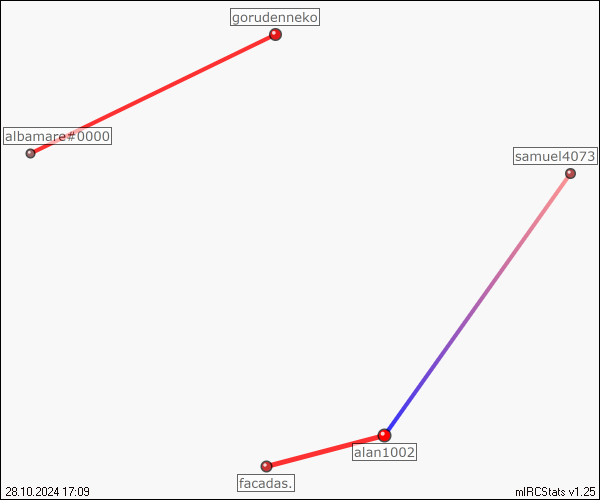 gorudenneko
albamare#0000
samuel4073
alan1002
facadas.
28.10.2024 17:09
mIRCStats v1.25